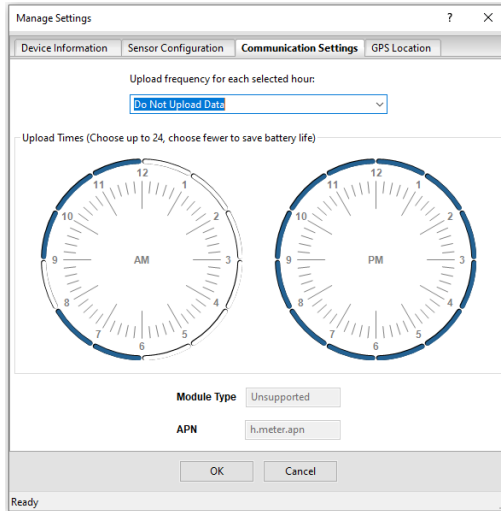 Manage Settings ? ×
Device Information Sensor Configuration Communication Settings GPS Location
Upload frequency for each selected hour:
Do Not Upload Data
Upload Times (Choose up to 24, choose fewer to save battery life)
12 12
11 1 11 1
10 2 10 2
9 AM 3 9 PM 3
8 4 8 4
7 5 7 5
6 6
Module Type Unsupported
APN h.meter.apn
OK Cancel
Ready